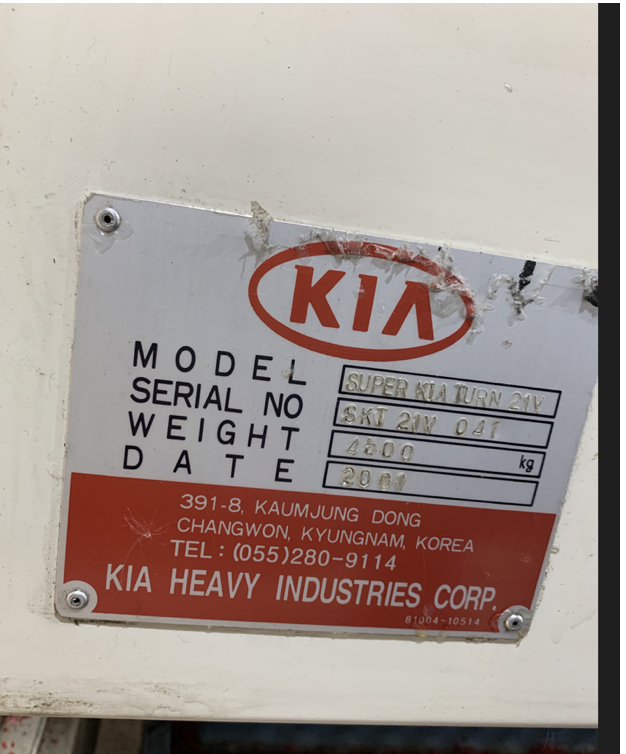 KIA
MODEL SUPER KIA TURN 21V
SERIAL NO SKT 21V 041
WEIGHT 4500 kg
DATE 2001
391-8, KAUMJUNG DONG
CHANGWON, KYUNGNAM, KOREA
TEL : (055)280-9114
KIA HEAVY INDUSTRIES CORP.
81004-10514